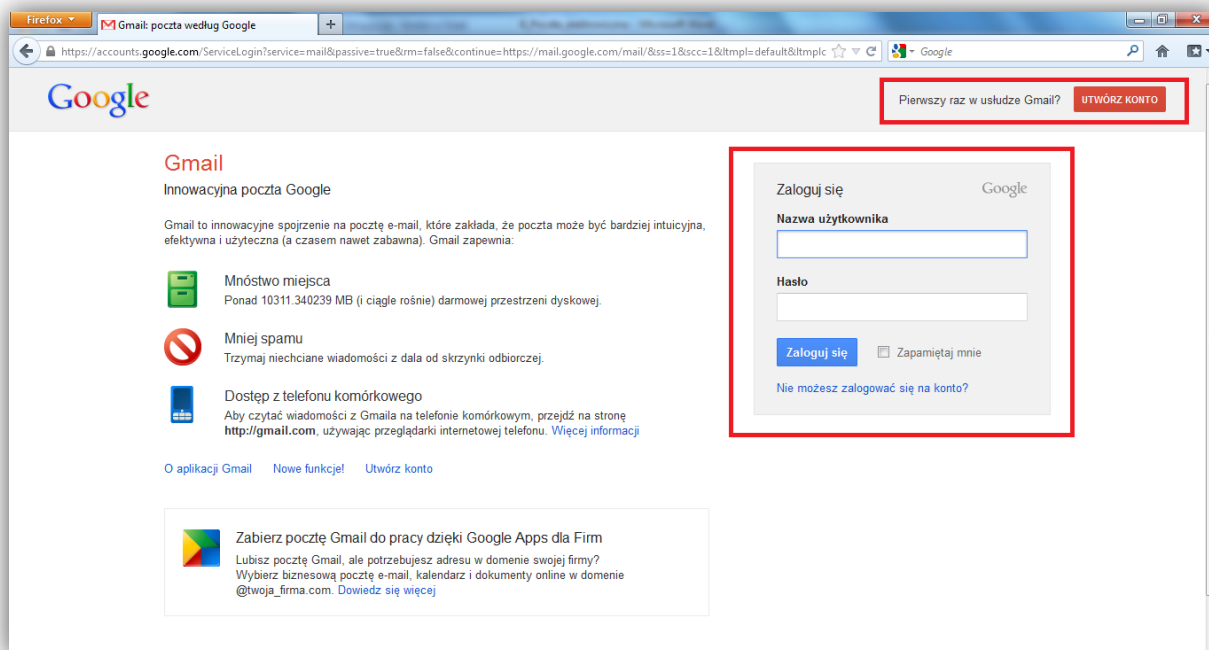 Firefox
Gmail: poczta według Google
https://accounts.google.com/ServiceLogin?service=mail&passive=true&rm=false&continue=https://mail.google.com/mail/&ss=1&scc=1&ltmpl=default&ltmplc
Google
Google
Pierwszy raz w usłudze Gmail?
UTWÓRZ KONTO
Gmail
Innowacyjna poczta Google
Gmail to innowacyjne spojrzenie na pocztę e-mail, które zakłada, że poczta może być bardziej intuicyjna,
efektywna i użyteczna (a czasem nawet zabawna). Gmail zapewnia:
Mnóstwo miejsca
Ponad 10311.340239 MB (i ciągle rośnie) darmowej przestrzeni dyskowej.
Mniej spamu
Trzymaj niechciane wiadomości z dala od skrzynki odbiorczej.
Dostęp z telefonu komórkowego
Aby czytać wiadomości z Gmaila na telefonie komórkowym, przejdź na stronę
http://gmail.com, używając przeglądarki internetowej telefonu. Więcej informacji
O aplikacji Gmail Nowe funkcje! Utwórz konto
Zabierz pocztę Gmail do pracy dzięki Google Apps dla Firm
Lubisz pocztę Gmail, ale potrzebujesz adresu w domenie swojej firmy?
Wybierz biznesową pocztę e-mail, kalendarz i dokumenty online w domenie
@twoja_firma.com. Dowiedz się więcej
Zaloguj się
Google
Nazwa użytkownika
Hasło
Zaloguj się
Zapamiętaj mnie
Nie możesz zalogować się na konto?